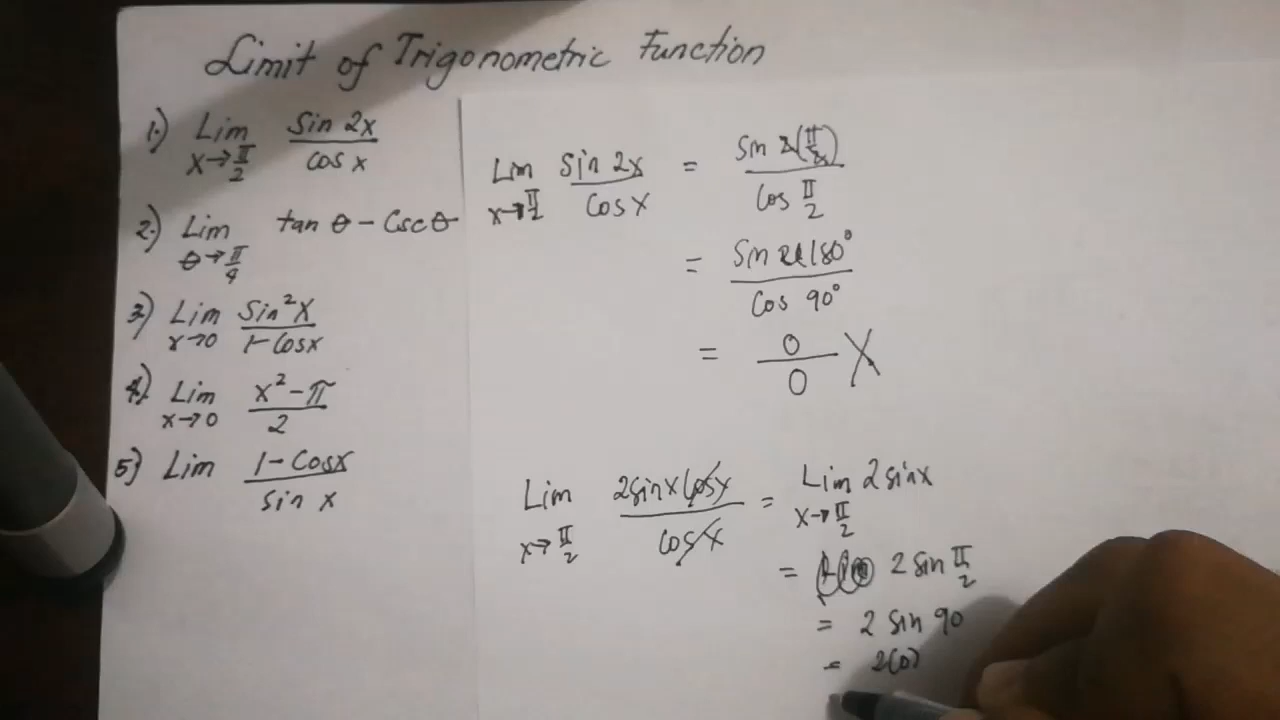 Limit of Trigonometric Function
1.) Lim x→π/2 Sin 2x / cos x
2.) Lim θ→π/4 tan θ - Csc θ
3.) Lim x→0 Sin²x / 1-Cosx
4.) Lim x→0 x²-π / 2
5.) Lim 1-Cosx / sin x
Lim x→π/2 Sin 2x / Cosx = Sin 2(π/2) / Cos π/2
= Sin 180° / Cos 90°
= 0 / 0 X
Lim x→π/2 2sinx cosx / cosx = Lim x→π/2 2 sinx
= 2 Sin π/2
= 2 Sin 90
= 2(0)